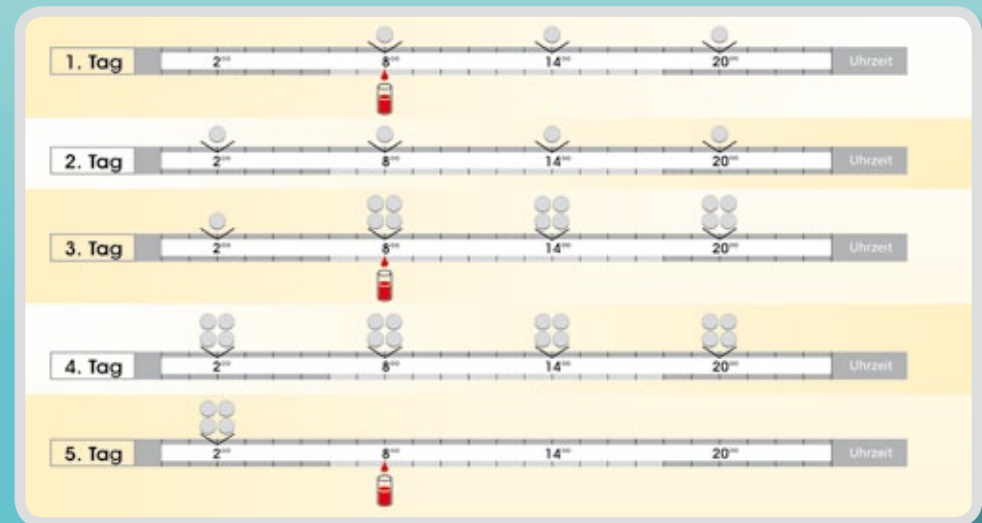 1. Tag 2⁰⁰ 8⁰⁰ 14⁰⁰ 20⁰⁰ Uhrzeit
2. Tag 2⁰⁰ 8⁰⁰ 14⁰⁰ 20⁰⁰ Uhrzeit
3. Tag 2⁰⁰ 8⁰⁰ 14⁰⁰ 20⁰⁰ Uhrzeit
4. Tag 2⁰⁰ 8⁰⁰ 14⁰⁰ 20⁰⁰ Uhrzeit
5. Tag 2⁰⁰ 8⁰⁰ 14⁰⁰ 20⁰⁰ Uhrzeit